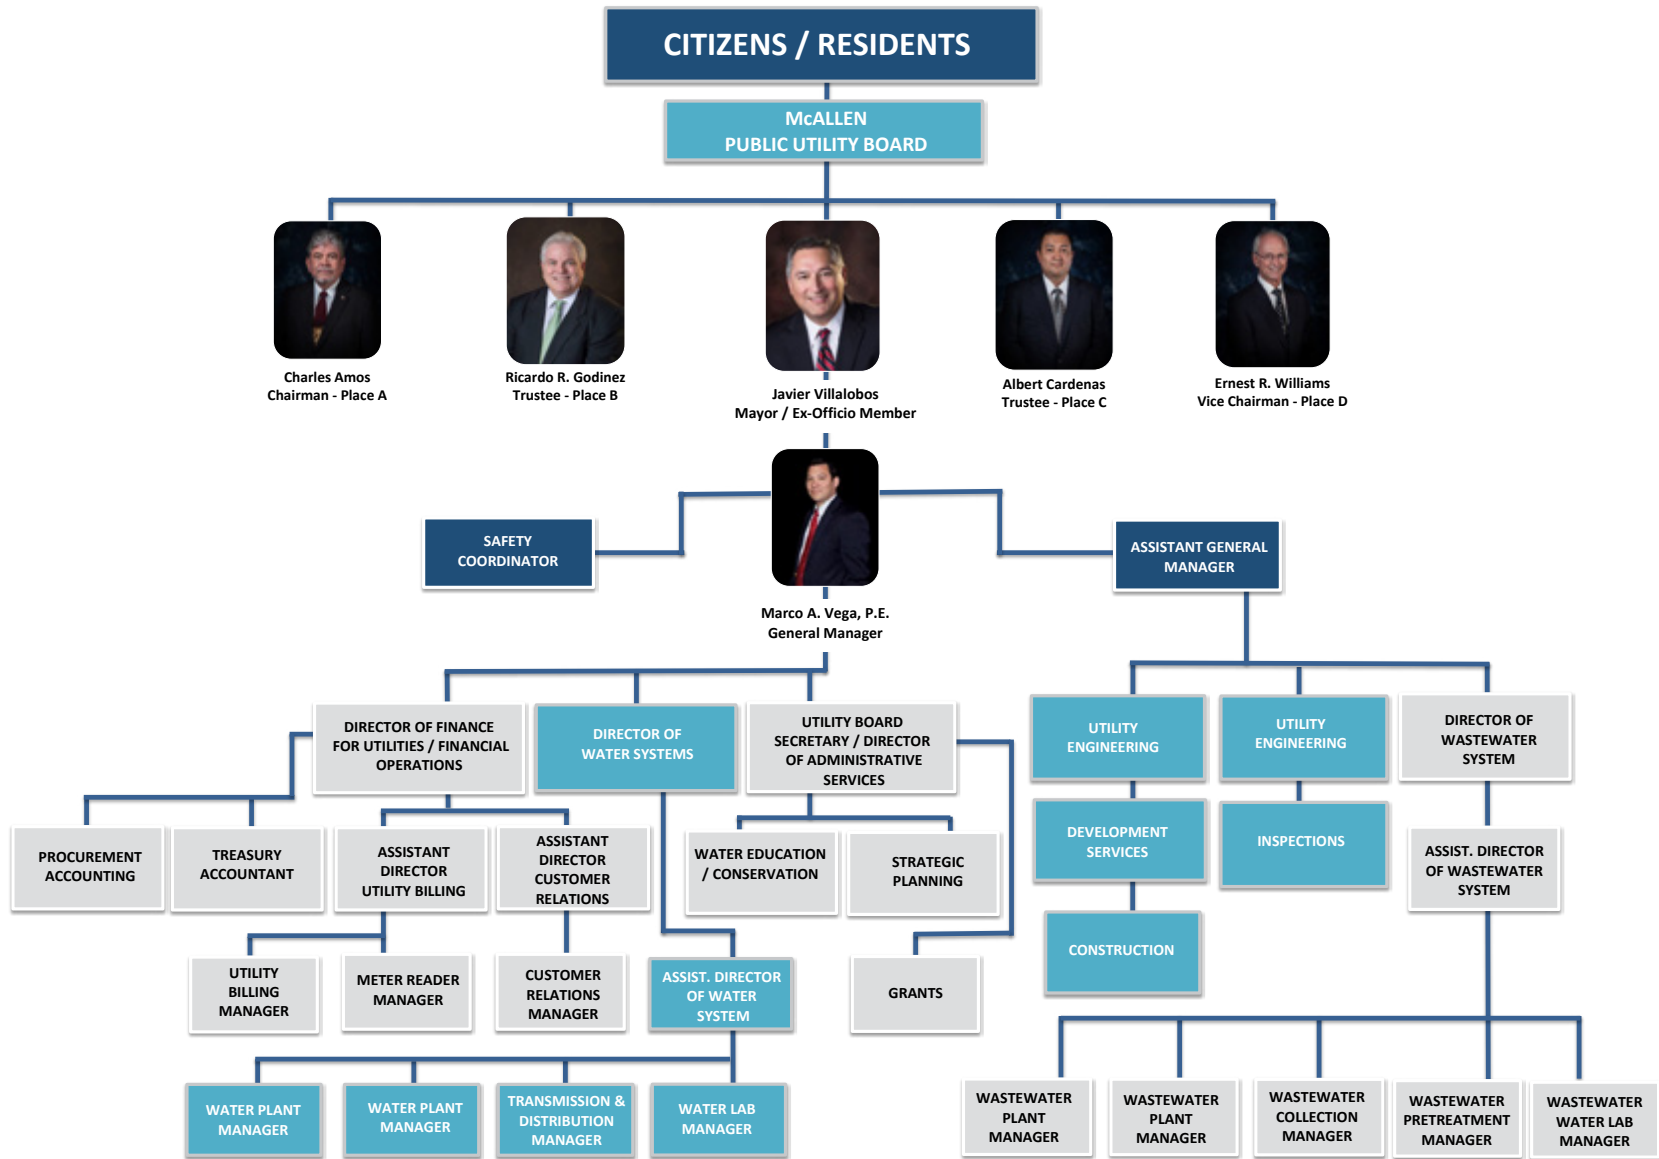 CITIZENS / RESIDENTS
McALLEN
PUBLIC UTILITY BOARD
Charles Amos
Chairman - Place A
Ricardo R. Godinez
Trustee - Place B
Javier Villalobos
Mayor / Ex-Officio Member
Albert Cardenas
Trustee - Place C
Ernest R. Williams
Vice Chairman - Place D
SAFETY
COORDINATOR
ASSISTANT GENERAL
MANAGER
Marco A. Vega, P.E.
General Manager
DIRECTOR OF FINANCE
FOR UTILITIES / FINANCIAL
OPERATIONS
DIRECTOR OF
WATER SYSTEMS
UTILITY BOARD
SECRETARY / DIRECTOR
OF ADMINISTRATIVE
SERVICES
UTILITY
ENGINEERING
UTILITY
ENGINEERING
DIRECTOR OF
WASTEWATER
SYSTEM
PROCUREMENT
ACCOUNTING
TREASURY
ACCOUNTANT
ASSISTANT
DIRECTOR
UTILITY BILLING
ASSISTANT
DIRECTOR
CUSTOMER
RELATIONS
WATER EDUCATION
/ CONSERVATION
STRATEGIC
PLANNING
DEVELOPMENT
SERVICES
INSPECTIONS
ASSIST. DIRECTOR
OF WASTEWATER
SYSTEM
UTILITY
BILLING
MANAGER
METER READER
MANAGER
CUSTOMER
RELATIONS
MANAGER
ASSIST. DIRECTOR
OF WATER
SYSTEM
GRANTS
CONSTRUCTION
WATER PLANT
MANAGER
WATER PLANT
MANAGER
TRANSMISSION &
DISTRIBUTION
MANAGER
WATER LAB
MANAGER
WASTEWATER
PLANT
MANAGER
WASTEWATER
PLANT
MANAGER
WASTEWATER
COLLECTION
MANAGER
WASTEWATER
PRETREATMENT
MANAGER
WASTEWATER
WATER LAB
MANAGER